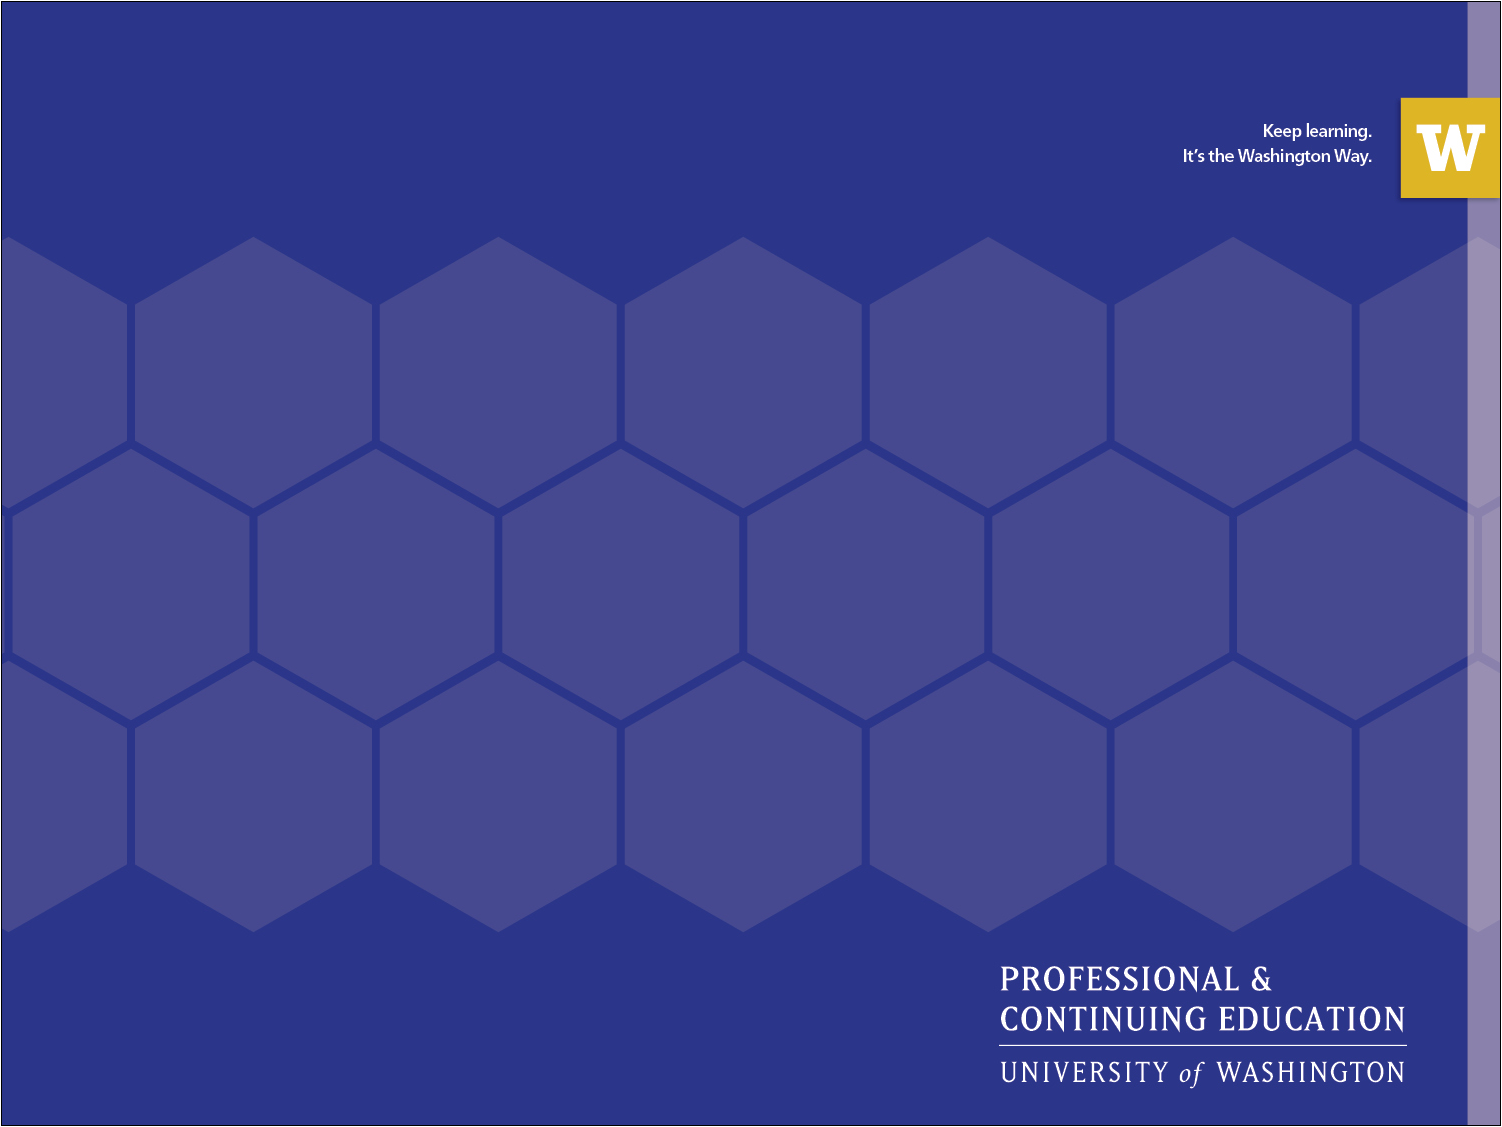 Keep learning.
It's the Washington Way.
W
PROFESSIONAL &
CONTINUING EDUCATION
UNIVERSITY of WASHINGTON